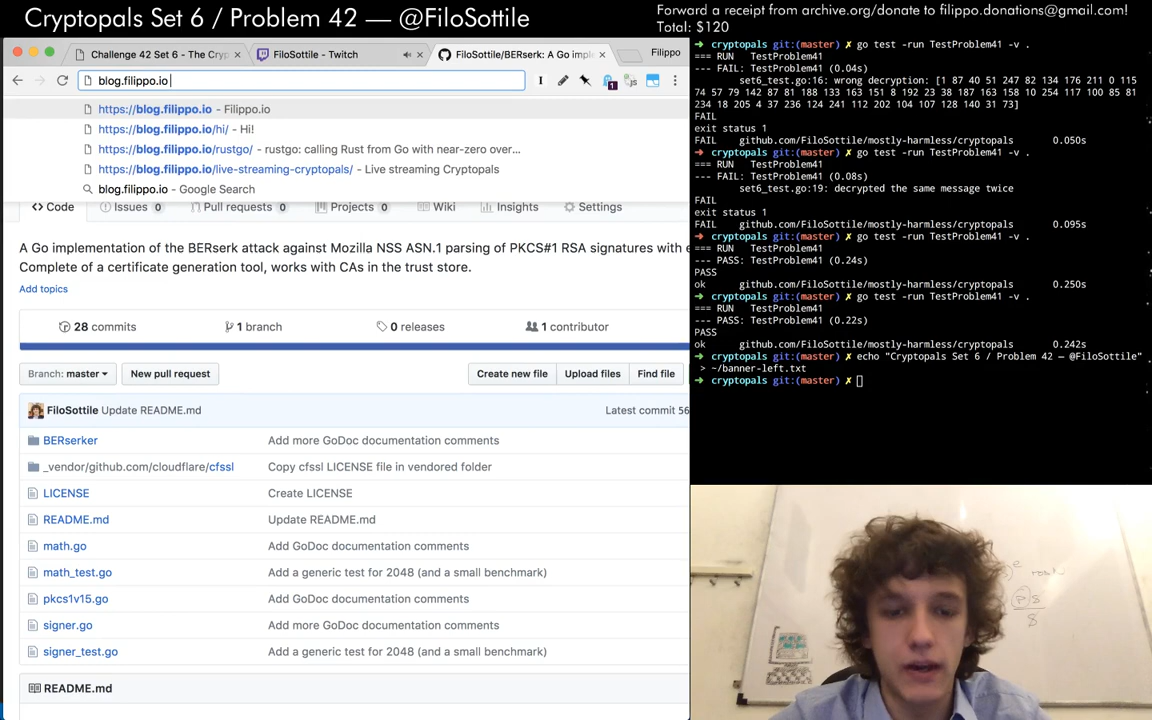 Cryptopals Set 6 / Problem 42 — @FiloSottile
Forward a receipt from archive.org/donate to filippo.donations@gmail.com!
Total: $120
Challenge 42 Set 6 - The Cryp
FiloSottile - Twitch
FiloSottile/BERserk: A Go imple
Filippo
blog.filippo.io
https://blog.filippo.io - Filippo.io
https://blog.filippo.io/hi/ - Hi!
https://blog.filippo.io/rustgo/ - rustgo: calling Rust from Go with near-zero over...
https://blog.filippo.io/live-streaming-cryptopals/ - Live streaming Cryptopals
blog.filippo.io - Google Search
Code
Issues 0
Pull requests 0
Projects 0
Wiki
Insights
Settings
A Go implementation of the BERserk attack against Mozilla NSS ASN.1 parsing of PKCS#1 RSA signatures with e
Complete of a certificate generation tool, works with CAs in the trust store.
Add topics
28 commits
1 branch
0 releases
1 contributor
Branch: master
New pull request
Create new file
Upload files
Find file
FiloSottile Update README.md
Latest commit 56
BERserker Add more GoDoc documentation comments
_vendor/github.com/cloudflare/cfssl Copy cfssl LICENSE file in vendored folder
LICENSE Create LICENSE
README.md Update README.md
math.go Add GoDoc documentation comments
math_test.go Add a generic test for 2048 (and a small benchmark)
pkcs1v15.go Add GoDoc documentation comments
signer.go Add more GoDoc documentation comments
signer_test.go Add a generic test for 2048 (and a small benchmark)
README.md
➜ cryptopals git:(master) ✗ go test -run TestProblem41 -v .
=== RUN TestProblem41
--- FAIL: TestProblem41 (0.04s)
set6_test.go:16: wrong decryption: [1 87 40 51 247 82 134 176 211 0 115
74 57 79 142 87 81 188 133 163 151 8 192 23 38 187 163 158 10 254 117 100 85 81
234 18 205 4 37 236 124 241 112 202 104 107 128 140 31 73]
FAIL
exit status 1
FAIL github.com/FiloSottile/mostly-harmless/cryptopals 0.050s
➜ cryptopals git:(master) ✗ go test -run TestProblem41 -v .
=== RUN TestProblem41
--- FAIL: TestProblem41 (0.08s)
set6_test.go:19: decrypted the same message twice
FAIL
exit status 1
FAIL github.com/FiloSottile/mostly-harmless/cryptopals 0.095s
➜ cryptopals git:(master) ✗ go test -run TestProblem41 -v .
=== RUN TestProblem41
--- PASS: TestProblem41 (0.24s)
PASS
ok github.com/FiloSottile/mostly-harmless/cryptopals 0.250s
➜ cryptopals git:(master) ✗ go test -run TestProblem41 -v .
=== RUN TestProblem41
--- PASS: TestProblem41 (0.22s)
PASS
ok github.com/FiloSottile/mostly-harmless/cryptopals 0.242s
➜ cryptopals git:(master) ✗ echo "Cryptopals Set 6 / Problem 42 — @FiloSottile"
> ~/banner-left.txt
➜ cryptopals git:(master) ✗